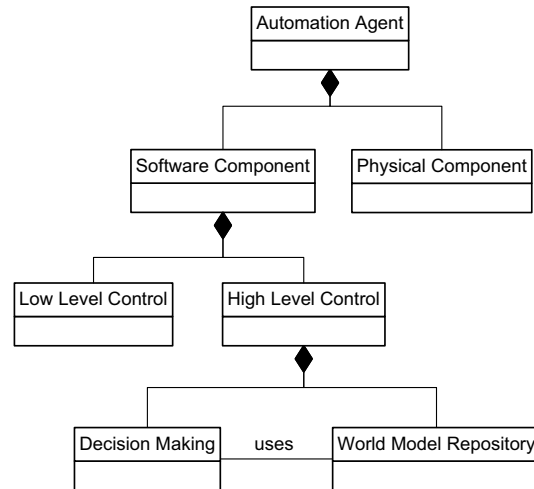 Automation Agent
Software Component
Physical Component
Low Level Control
High Level Control
Decision Making
uses
World Model Repository